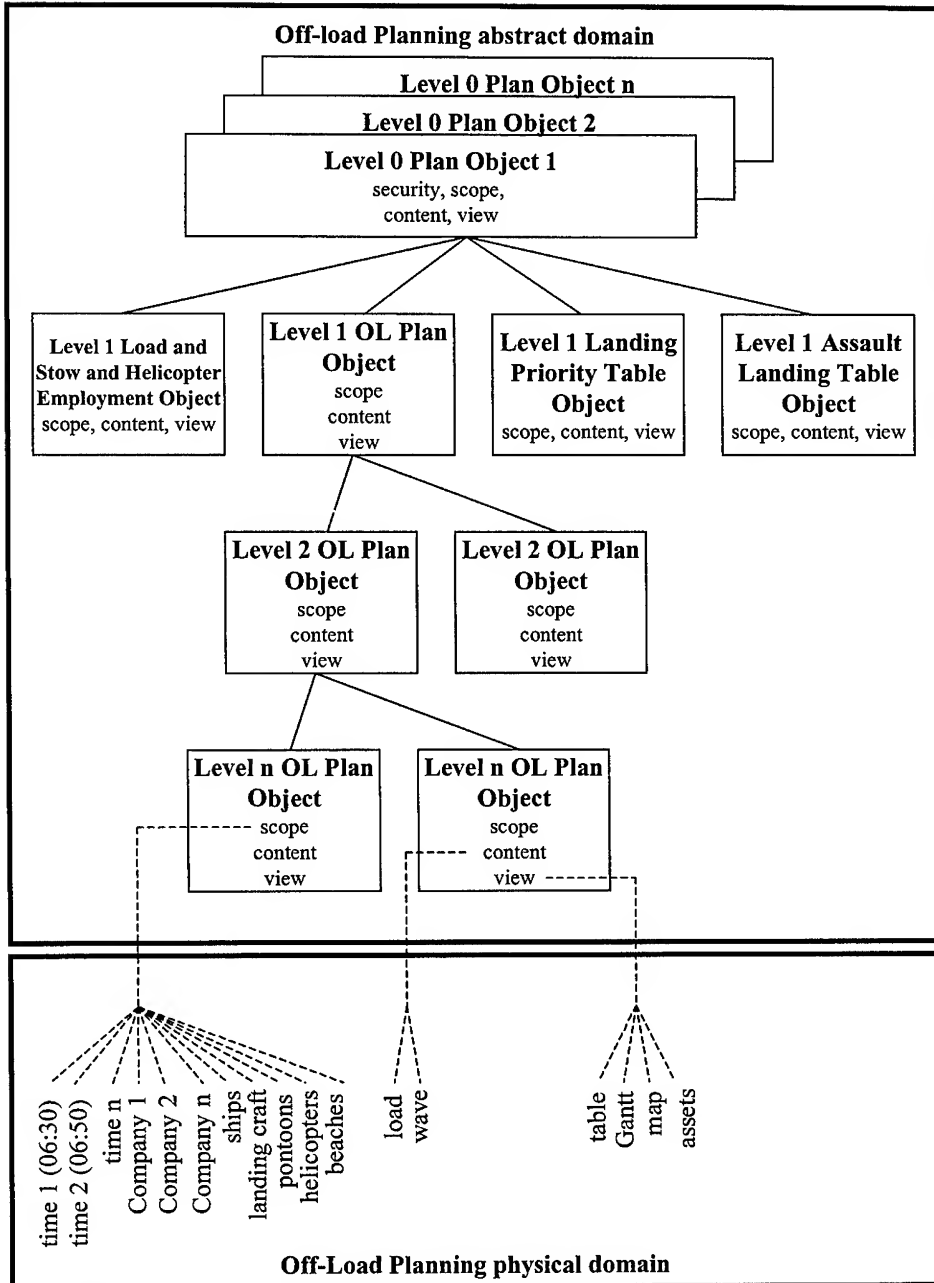 Off-load Planning abstract domain
Level 0 Plan Object n
Level 0 Plan Object 2
Level 0 Plan Object 1
security, scope,
content, view
Level 1 Load and
Stow and Helicopter
Employment Object
scope, content, view
Level 1 OL Plan
Object
scope
content
view
Level 1 Landing
Priority Table
Object
scope, content, view
Level 1 Assault
Landing Table
Object
scope, content, view
Level 2 OL Plan
Object
scope
content
view
Level 2 OL Plan
Object
scope
content
view
Level n OL Plan
Object
scope
content
view
Level n OL Plan
Object
scope
content
view
time 1 (06:30)
time 2 (06:50)
time n
Company 1
Company 2
Company n
ships
landing craft
pontoons
helicopters
beaches
load
wave
table
Gantt
map
assets
Off-Load Planning physical domain